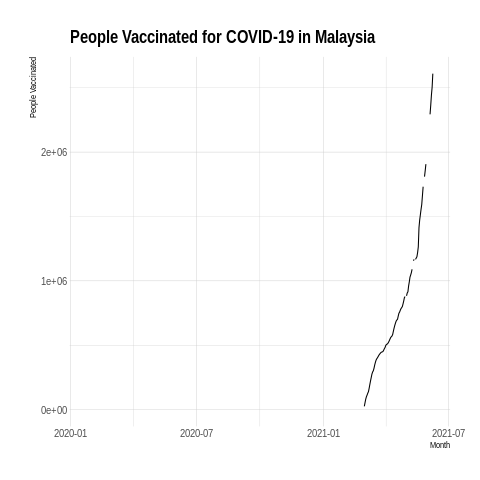 People Vaccinated for COVID-19 in Malaysia
People Vaccinated
2e+06
1e+06
0e+00
2020-01 2020-07 2021-01 2021-07
Month